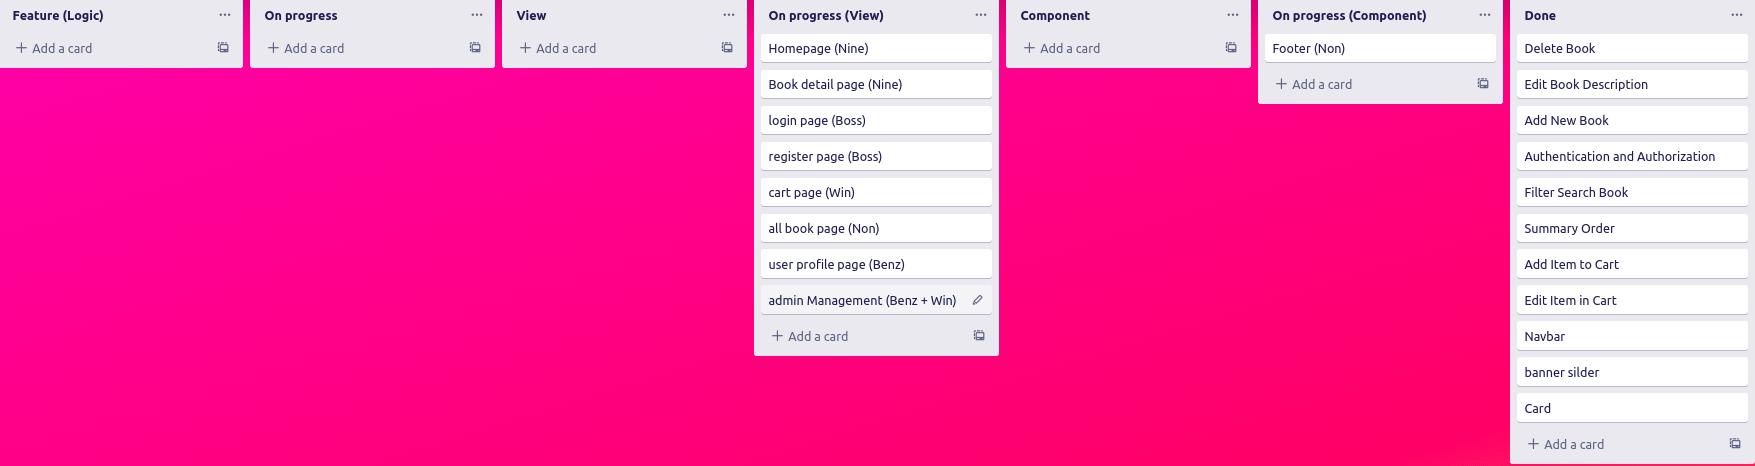 Feature (Logic)
Add a card
On progress
Add a card
View
Add a card
On progress (View)
Homepage (Nine)
Book detail page (Nine)
login page (Boss)
register page (Boss)
cart page (Win)
all book page (Non)
user profile page (Benz)
admin Management (Benz + Win)
Add a card
Component
Add a card
On progress (Component)
Footer (Non)
Add a card
Done
Delete Book
Edit Book Description
Add New Book
Authentication and Authorization
Filter Search Book
Summary Order
Add Item to Cart
Edit Item in Cart
Navbar
banner silder
Card
Add a card